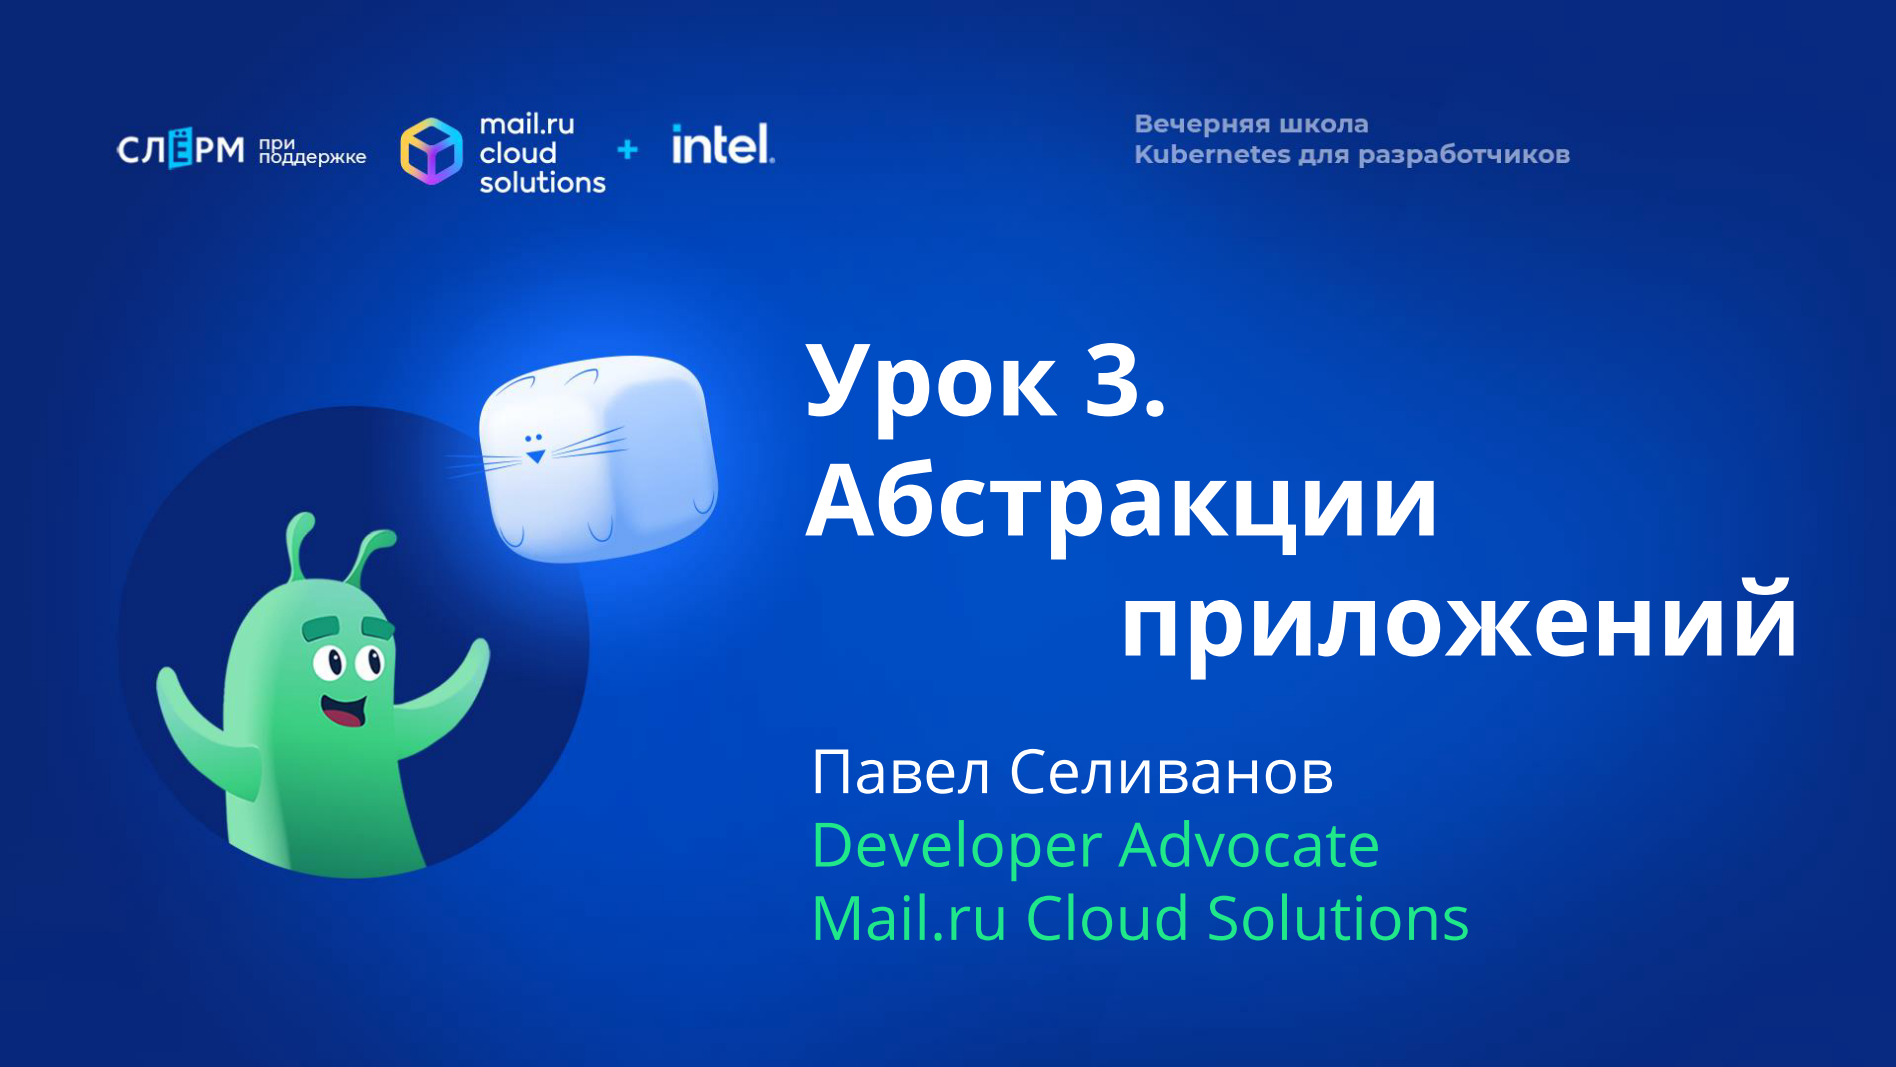 СЛЁРМ
при
поддержке
mail.ru
cloud
solutions
+
intel.
Вечерняя школа
Kubernetes для разработчиков
Урок 3.
Абстракции
приложений
Павел Селиванов
Developer Advocate
Mail.ru Cloud Solutions